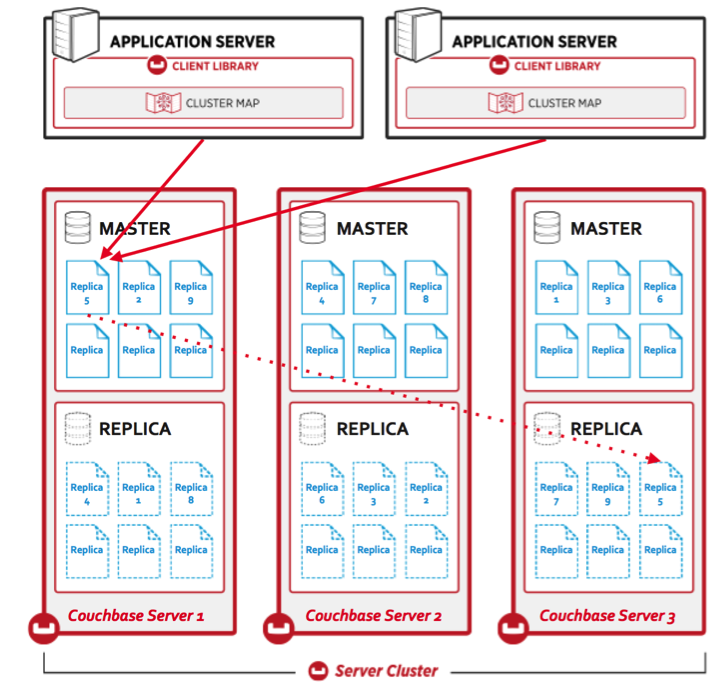 APPLICATION SERVER
CLIENT LIBRARY
CLUSTER MAP
APPLICATION SERVER
CLIENT LIBRARY
CLUSTER MAP
MASTER
Replica
5
Replica
2
Replica
9
Replica
Replica
Replica
REPLICA
Replica
4
Replica
1
Replica
8
Replica
Replica
Replica
Couchbase Server 1
MASTER
Replica
4
Replica
7
Replica
8
Replica
Replica
Replica
REPLICA
Replica
6
Replica
3
Replica
2
Replica
Replica
Replica
Couchbase Server 2
MASTER
Replica
1
Replica
3
Replica
6
Replica
Replica
Replica
REPLICA
Replica
7
Replica
9
Replica
5
Replica
Replica
Replica
Couchbase Server 3
Server Cluster